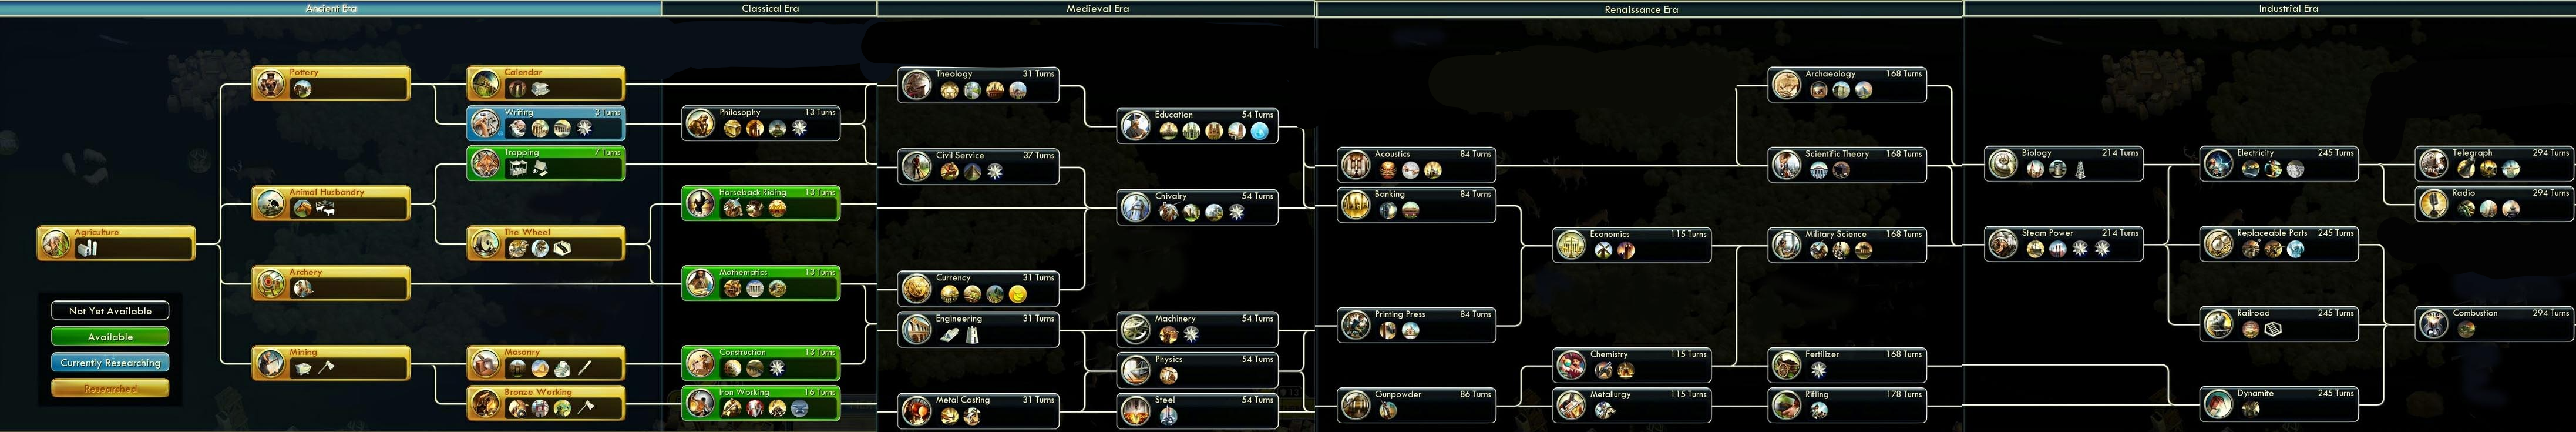 Ancient Era
Classical Era
Medieval Era
Renaissance Era
Industrial Era
Agriculture
Pottery
Animal Husbandry
Archery
Mining
Calendar
Writing 3 Turns
Trapping 7 Turns
The Wheel
Masonry
Bronze Working
Philosophy 13 Turns
Horseback Riding 13 Turns
Mathematics 13 Turns
Construction 13 Turns
Iron Working 16 Turns
Theology 31 Turns
Civil Service 37 Turns
Currency 31 Turns
Engineering 31 Turns
Metal Casting 31 Turns
Education 54 Turns
Chivalry 54 Turns
Machinery 54 Turns
Physics 54 Turns
Steel 54 Turns
Acoustics 84 Turns
Banking 84 Turns
Printing Press 84 Turns
Gunpowder 86 Turns
Economics 115 Turns
Chemistry 115 Turns
Metallurgy 115 Turns
Archaeology 168 Turns
Scientific Theory 168 Turns
Military Science 168 Turns
Fertilizer 168 Turns
Rifling 178 Turns
Biology 214 Turns
Steam Power 214 Turns
Electricity 245 Turns
Replaceable Parts 245 Turns
Railroad 245 Turns
Dynamite 245 Turns
Telegraph 294 Turns
Radio 294 Turns
Combustion 294 Turns
Not Yet Available
Available
Currently Researching
Researched